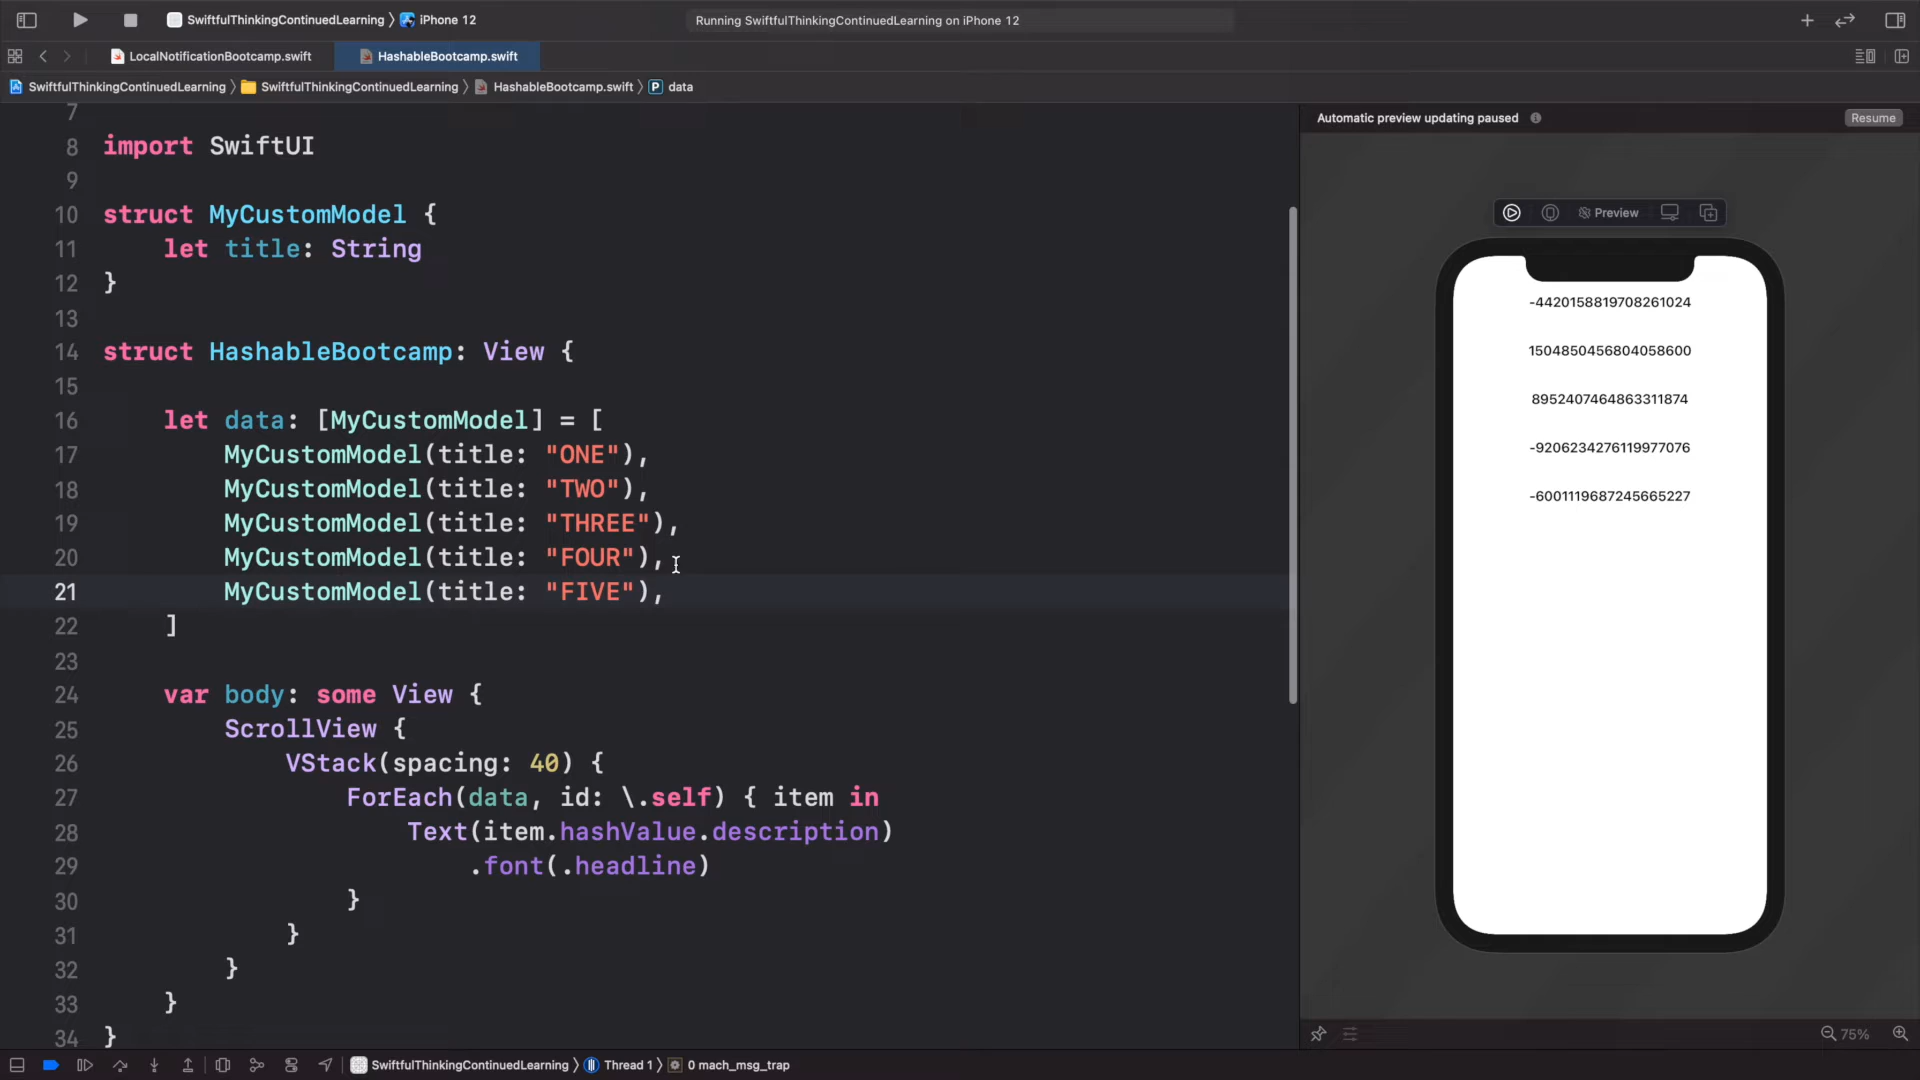 SwiftfulThinkingContinuedLearning 〉 iPhone 12
Running SwiftfulThinkingContinuedLearning on iPhone 12
LocalNotificationBootcamp.swift
HashableBootcamp.swift
SwiftfulThinkingContinuedLearning 〉 SwiftfulThinkingContinuedLearning 〉 HashableBootcamp.swift 〉 P data
7
8 import SwiftUI
9
10 struct MyCustomModel {
11 let title: String
12 }
13
14 struct HashableBootcamp: View {
15
16 let data: [MyCustomModel] = [
17 MyCustomModel(title: "ONE"),
18 MyCustomModel(title: "TWO"),
19 MyCustomModel(title: "THREE"),
20 MyCustomModel(title: "FOUR"),
21 MyCustomModel(title: "FIVE"),
22 ]
23
24 var body: some View {
25 ScrollView {
26 VStack(spacing: 40) {
27 ForEach(data, id: \.self) { item in
28 Text(item.hashValue.description)
29 .font(.headline)
30 }
31 }
32 }
33 }
34 }
Automatic preview updating paused
Resume
Preview
-4420158819708261024
1504850456804058600
8952407464863311874
-9206234276119977076
-6001119687245665227
75%
SwiftfulThinkingContinuedLearning 〉 Thread 1 〉 0 mach_msg_trap